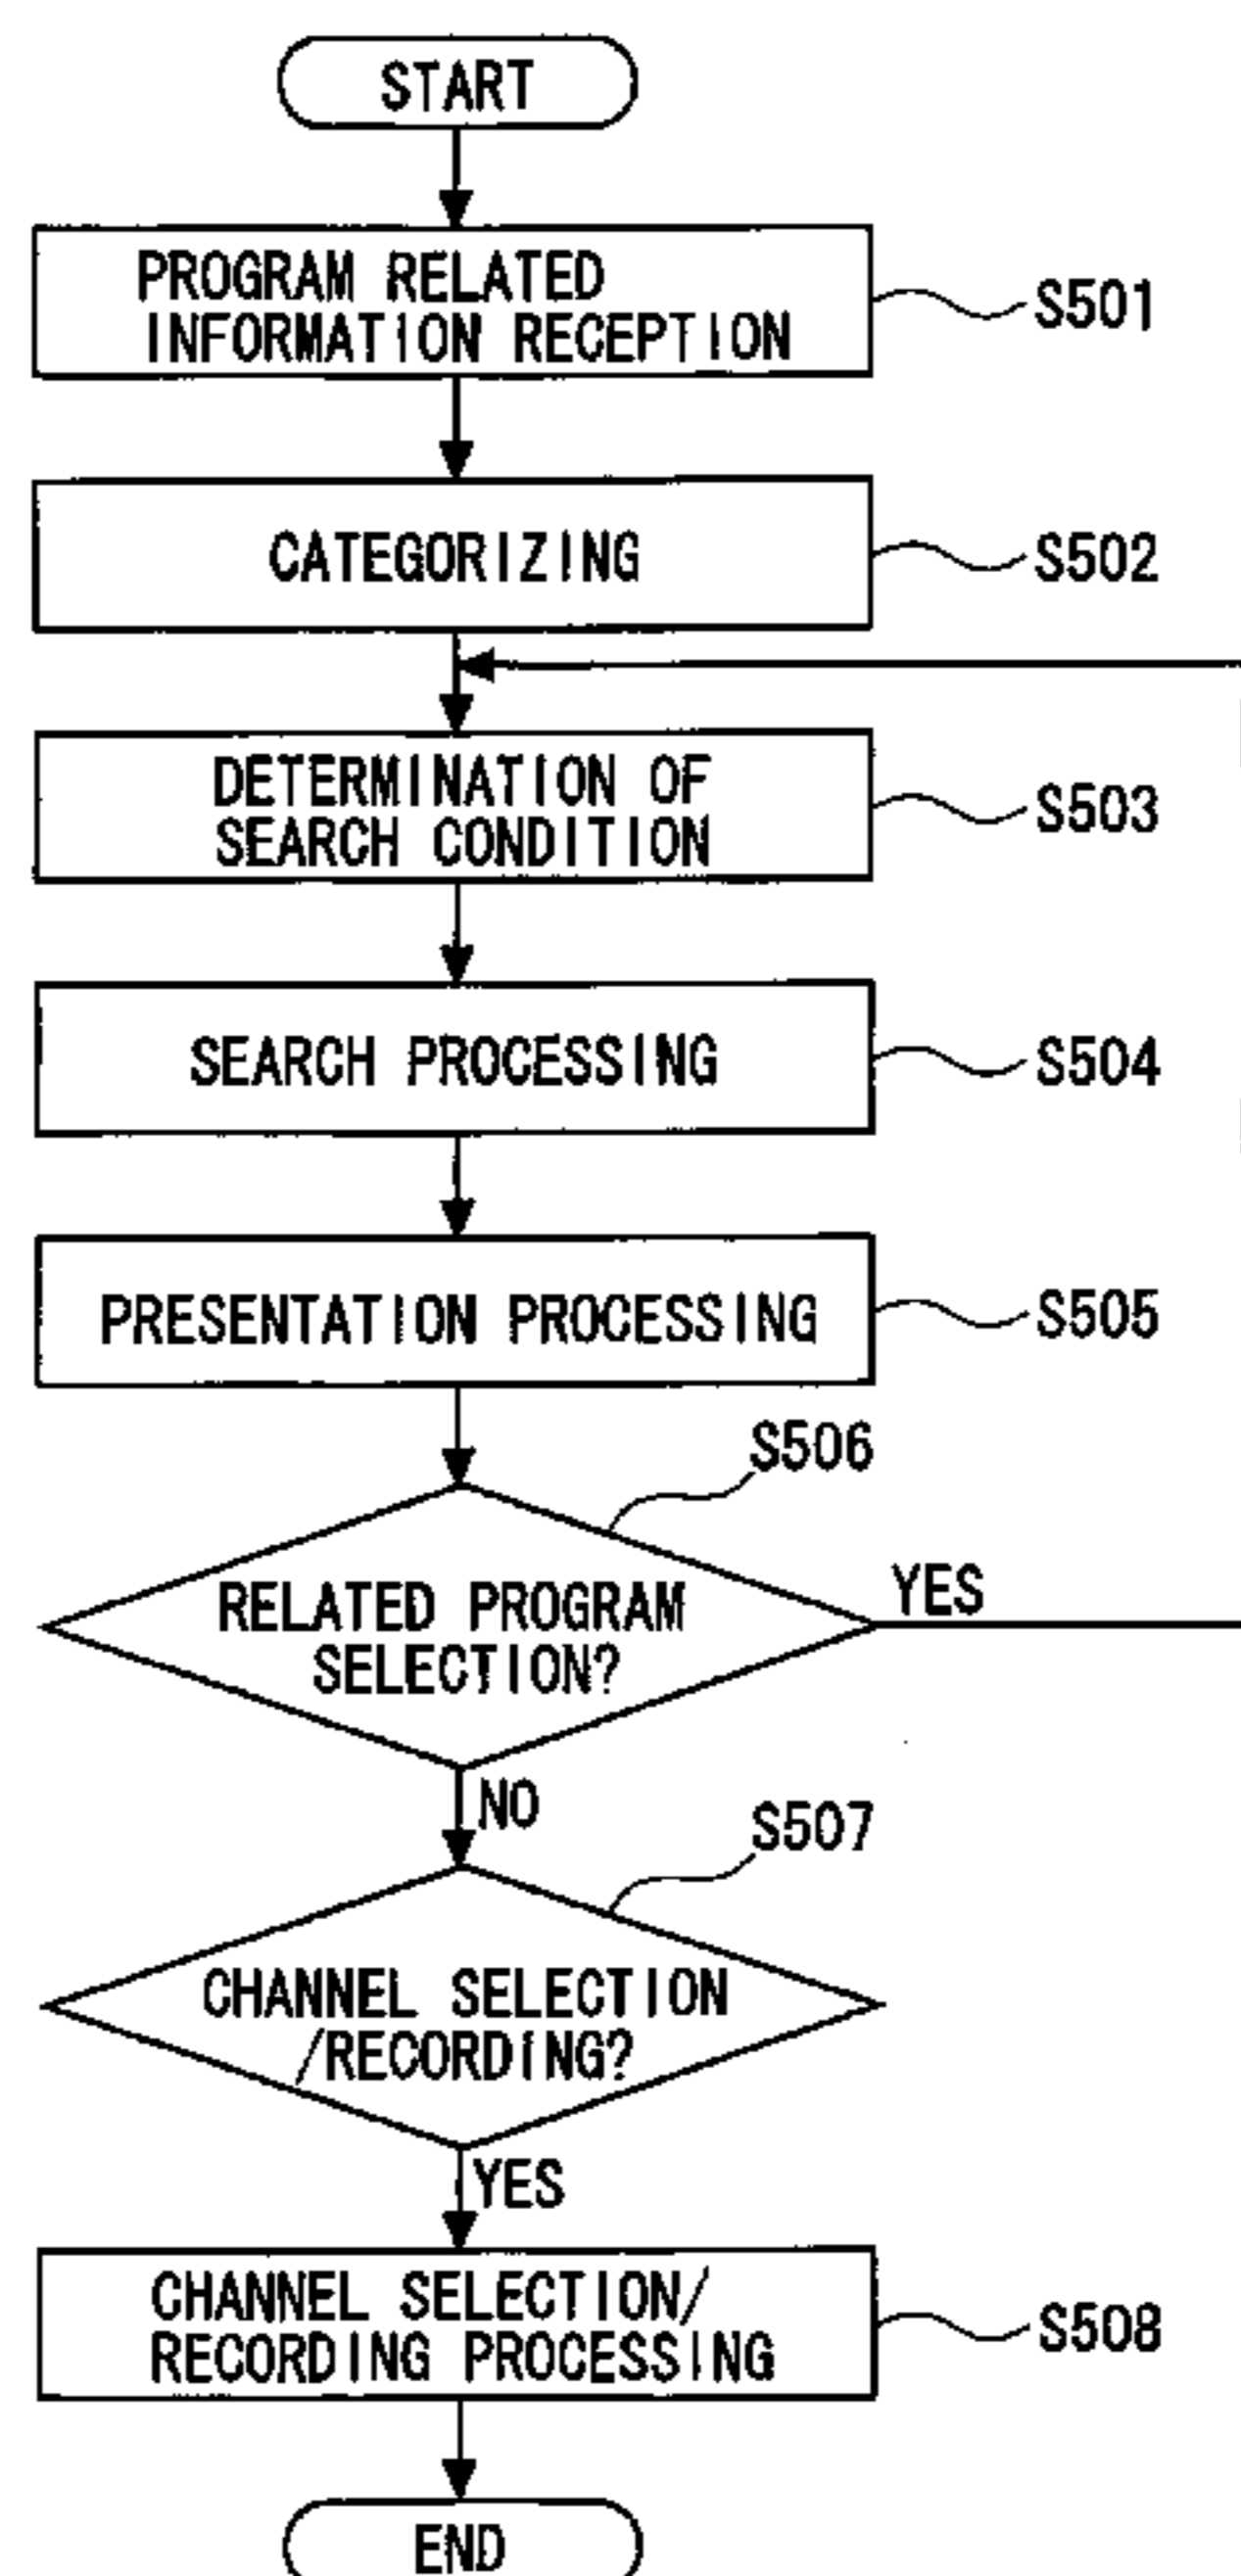 START
PROGRAM RELATED
INFORMATION RECEPTION
S501
CATEGORIZING
S502
DETERMINATION OF
SEARCH CONDITION
S503
SEARCH PROCESSING
S504
PRESENTATION PROCESSING
S505
S506
RELATED PROGRAM
SELECTION?
YES
NO
S507
CHANNEL SELECTION
/RECORDING?
YES
CHANNEL SELECTION/
RECORDING PROCESSING
S508
END